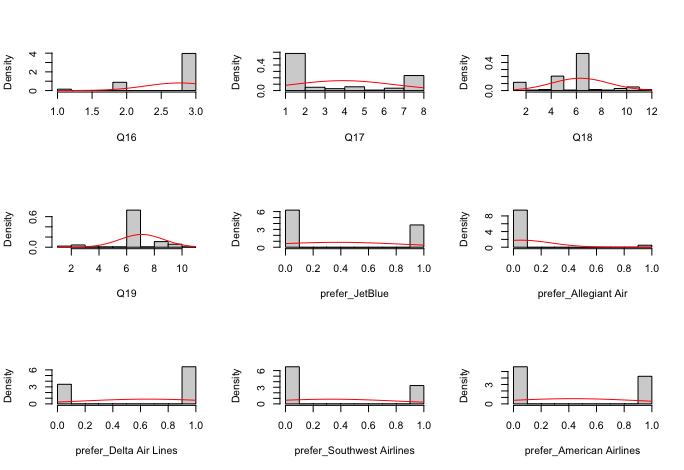 Density
0 2 4
1.0 1.5 2.0 2.5 3.0
Q16
Density
0.0 0.4
1 2 3 4 5 6 7 8
Q17
Density
0.0 0.4
2 4 6 8 10 12
Q18
Density
0.0 0.6
2 4 6 8 10
Q19
Density
0 3 6
0.0 0.2 0.4 0.6 0.8 1.0
prefer_JetBlue
Density
0 4 8
0.0 0.2 0.4 0.6 0.8 1.0
prefer_Allegiant Air
Density
0 3 6
0.0 0.2 0.4 0.6 0.8 1.0
prefer_Delta Air Lines
Density
0 3 6
0.0 0.2 0.4 0.6 0.8 1.0
prefer_Southwest Airlines
Density
0 3
0.0 0.2 0.4 0.6 0.8 1.0
prefer_American Airlines